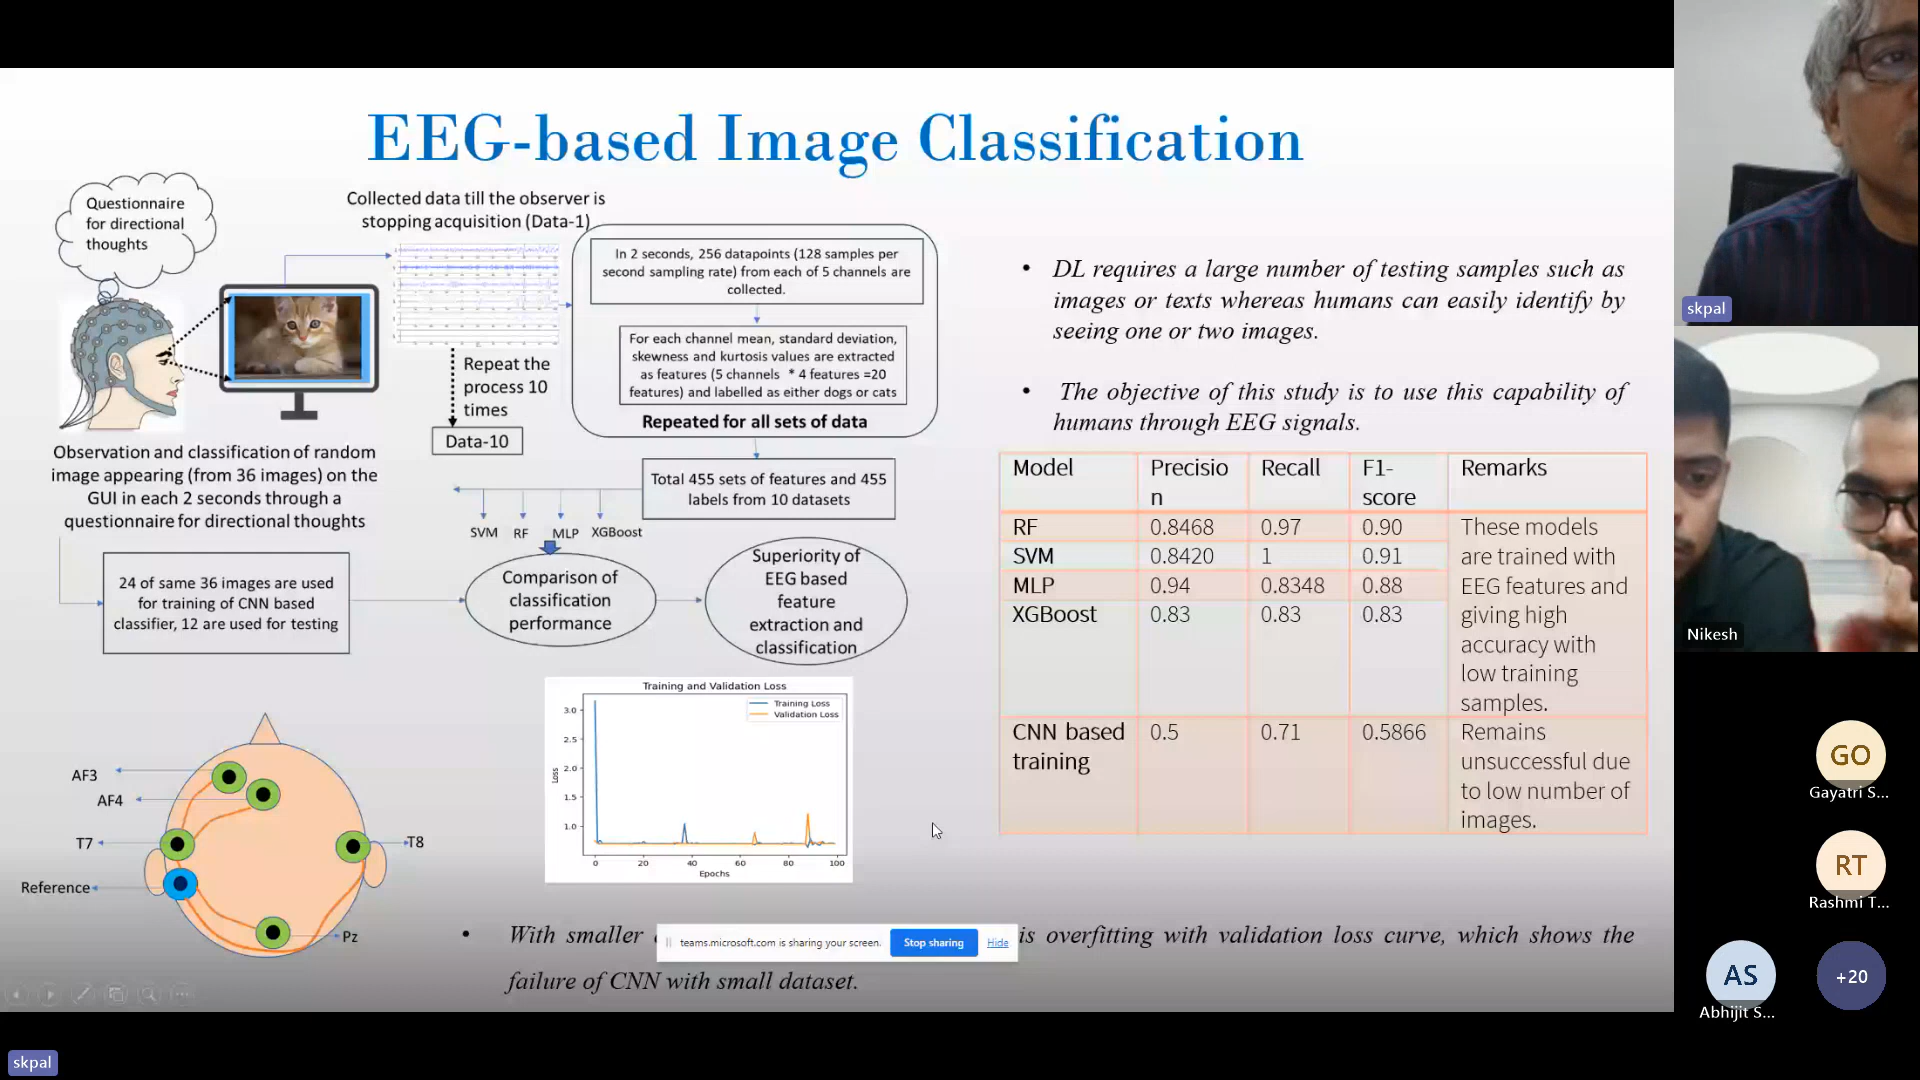 EEG-based Image Classification
Questionnaire
for directional
thoughts
Collected data till the observer is
stopping acquisition (Data-1)
In 2 seconds, 256 datapoints (128 samples per
second sampling rate) from each of 5 channels are
collected.
For each channel mean, standard deviation,
skewness and kurtosis values are extracted
as features (5 channels * 4 features =20
features) and labelled as either dogs or cats
Repeated for all sets of data
Repeat the
process 10
times
Data-10
Observation and classification of random
image appearing (from 36 images) on the
GUI in each 2 seconds through a
questionnaire for directional thoughts
Total 455 sets of features and 455
labels from 10 datasets
SVM RF MLP XGBoost
24 of same 36 images are used
for training of CNN based
classifier, 12 are used for testing
Comparison of
classification
performance
Superiority of
EEG based
feature
extraction and
classification
AF3
AF4
T7
T8
Reference
Pz
Training and Validation Loss
Training Loss
Validation Loss
3.0
2.5
2.0
1.5
1.0
Loss
0 20 40 60 80 100
Epochs
• DL requires a large number of testing samples such as
images or texts whereas humans can easily identify by
seeing one or two images.
• The objective of this study is to use this capability of
humans through EEG signals.
Model Precisio Recall F1- Remarks
n score
RF 0.8468 0.97 0.90 These models
SVM 0.8420 1 0.91 are trained with
MLP 0.94 0.8348 0.88 EEG features and
XGBoost 0.83 0.83 0.83 giving high
accuracy with
low training
samples.
CNN based 0.5 0.71 0.5866 Remains
training unsuccessful due
to low number of
images.
• With smaller is overfitting with validation loss curve, which shows the
failure of CNN with small dataset.
teams.microsoft.com is sharing your screen. Stop sharing Hide
skpal
Nikesh
GO
Gayatri S...
RT
Rashmi T...
AS
Abhijit S...
+20
skpal